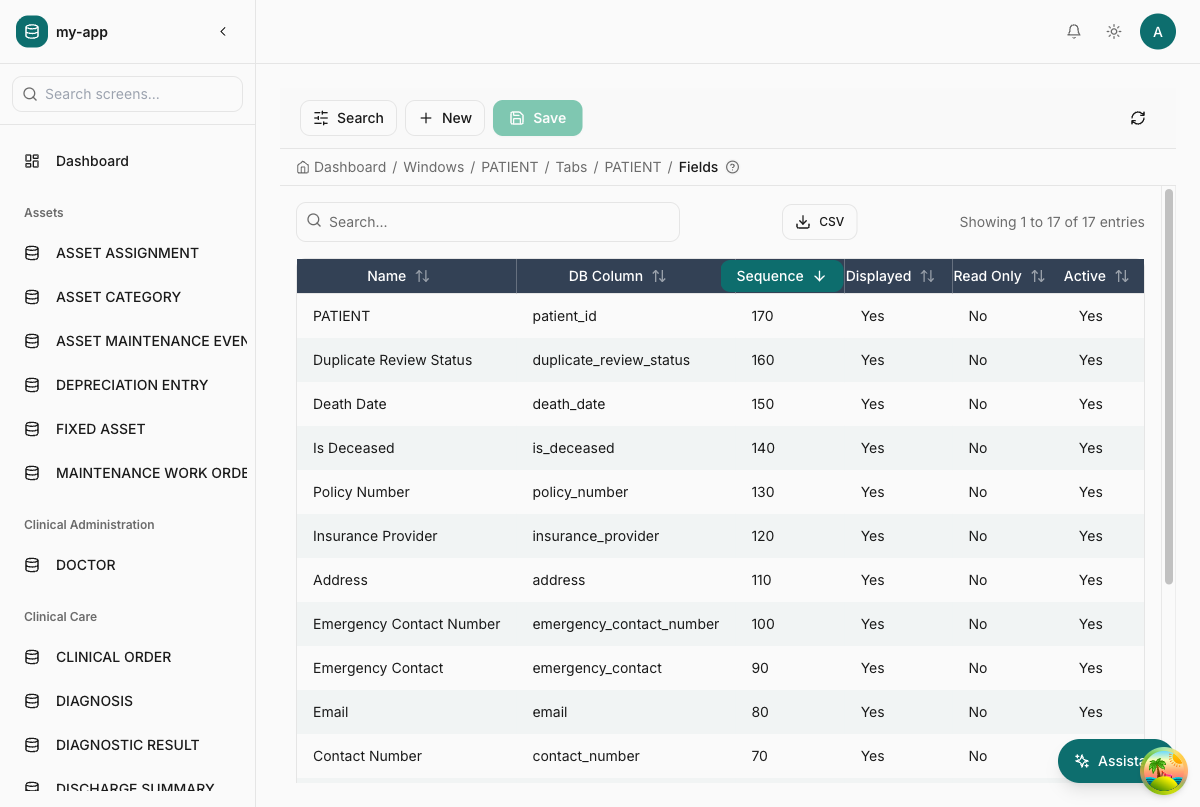 my-app
A
Search screens...
Search
New
Save
Dashboard
Dashboard / Windows / PATIENT / Tabs / PATIENT / Fields
Assets
Search...
CSV
Showing 1 to 17 of 17 entries
ASSET ASSIGNMENT
ASSET CATEGORY
ASSET MAINTENANCE EVEN
DEPRECIATION ENTRY
FIXED ASSET
MAINTENANCE WORK ORDE
Clinical Administration
DOCTOR
Clinical Care
CLINICAL ORDER
DIAGNOSIS
DIAGNOSTIC RESULT
DISCHARGE SUMMARY
Name DB Column Sequence Displayed Read Only Active
PATIENT patient_id 170 Yes No Yes
Duplicate Review Status duplicate_review_status 160 Yes No Yes
Death Date death_date 150 Yes No Yes
Is Deceased is_deceased 140 Yes No Yes
Policy Number policy_number 130 Yes No Yes
Insurance Provider insurance_provider 120 Yes No Yes
Address address 110 Yes No Yes
Emergency Contact Number emergency_contact_number 100 Yes No Yes
Emergency Contact emergency_contact 90 Yes No Yes
Email email 80 Yes No Yes
Contact Number contact_number 70 Yes No
Assista